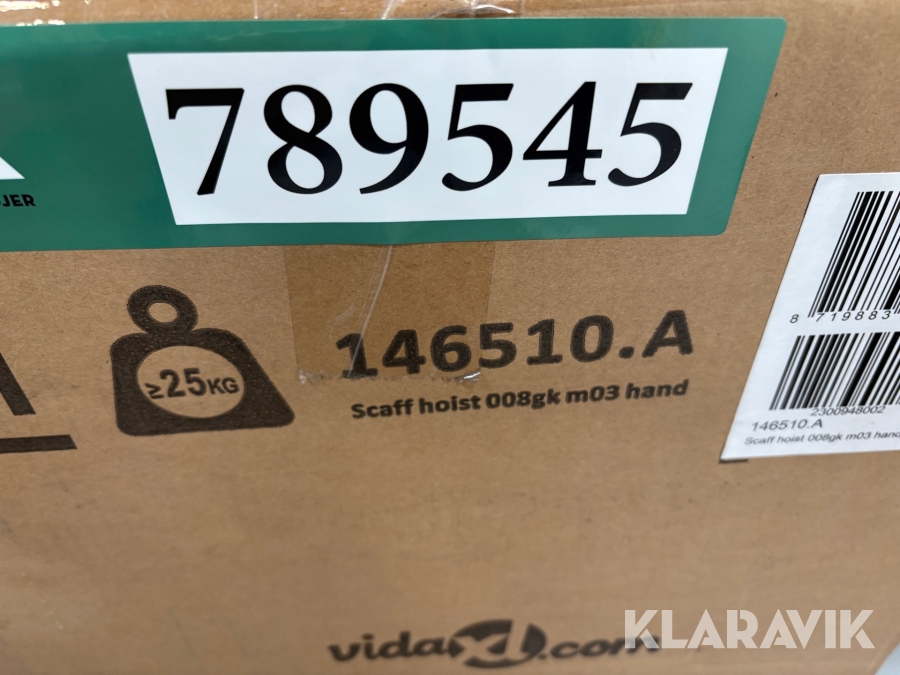 789545
JER
8 719883
≥25KG
146510.A
Scaff hoist 008gk m03 hand
2300948002
146510.A
Scaff hoist 008gk m03 hand
vidaXL.com
KLARAVIK